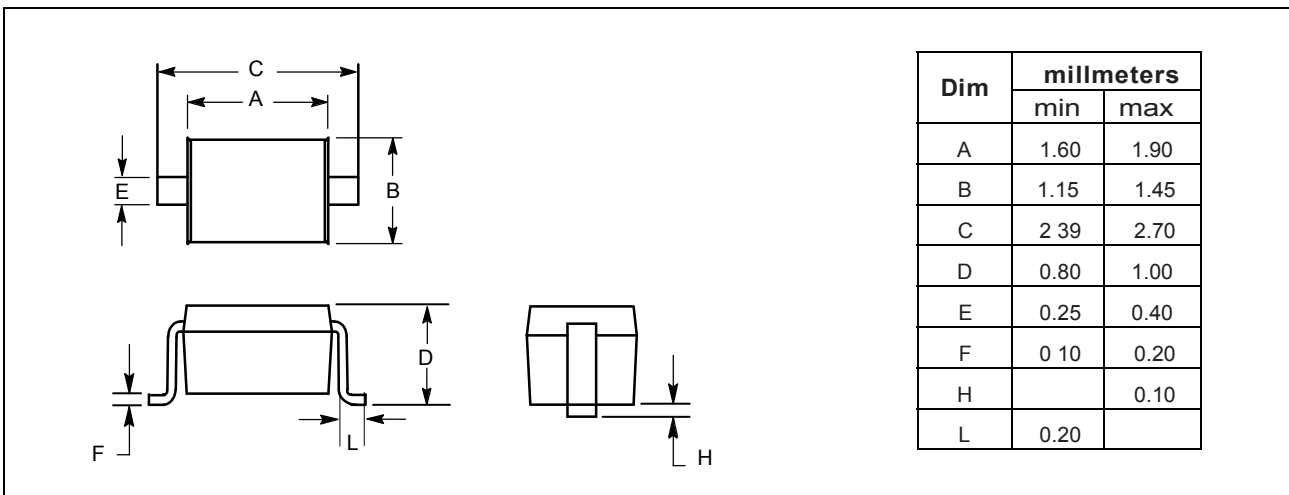 C
A
E
B
D
F
L
H
Dim millmeters
min max
A 1.60 1.90
B 1.15 1.45
C 2 39 2.70
D 0.80 1.00
E 0.25 0.40
F 0 10 0.20
H 0.10
L 0.20